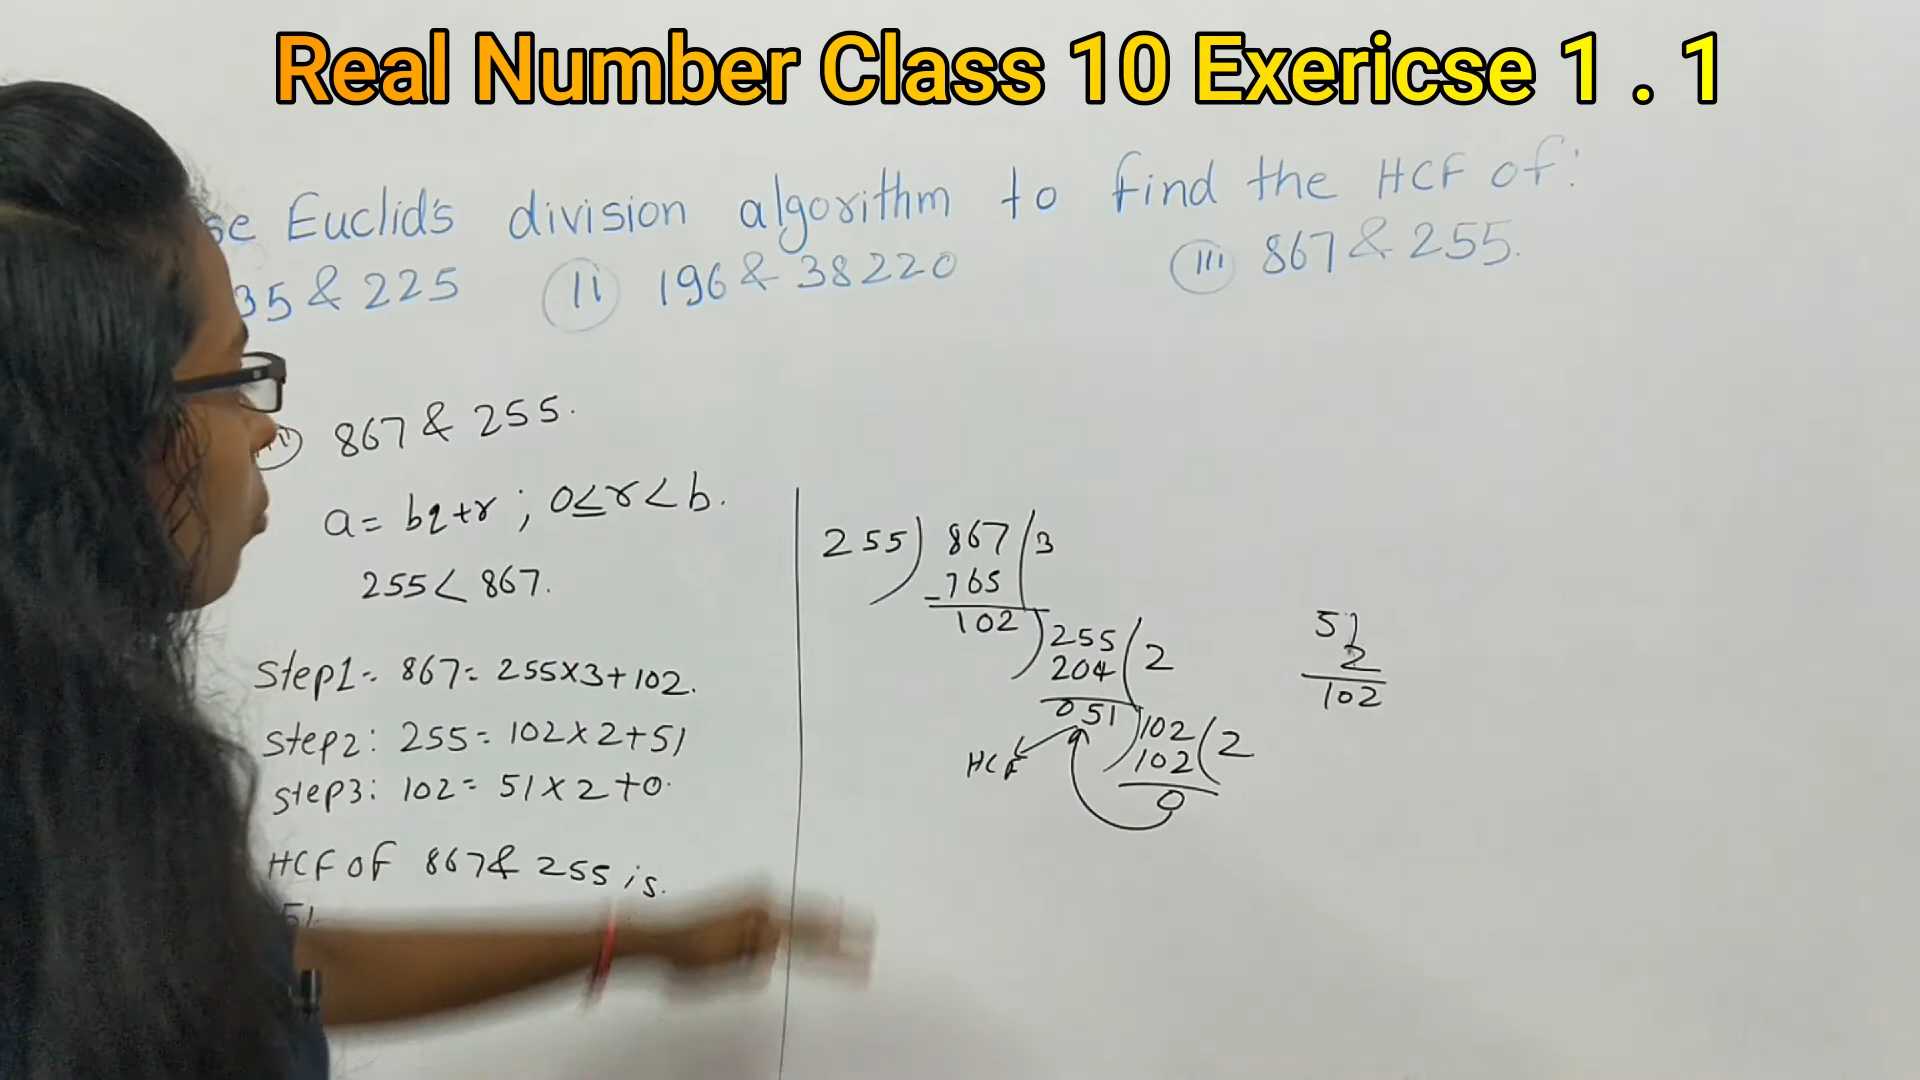 Real Number Class 10 Exericse 1 . 1
se Euclid's division algorithm to find the HCF of:
35 & 225 (ii) 196 & 38220 (iii) 867 & 255.
867 & 255.
a = bq+r ; 0≤r<b.
255 < 867.
Step1-. 867= 255×3+102.
Step2: 255= 102×2+51
Step3: 102= 51×2+0.
HCF OF 867& 255 is.
51.
255) 867 (3
-765
102) 255 (2
204
051) 102 (2
HCF
102
0
51
2
102